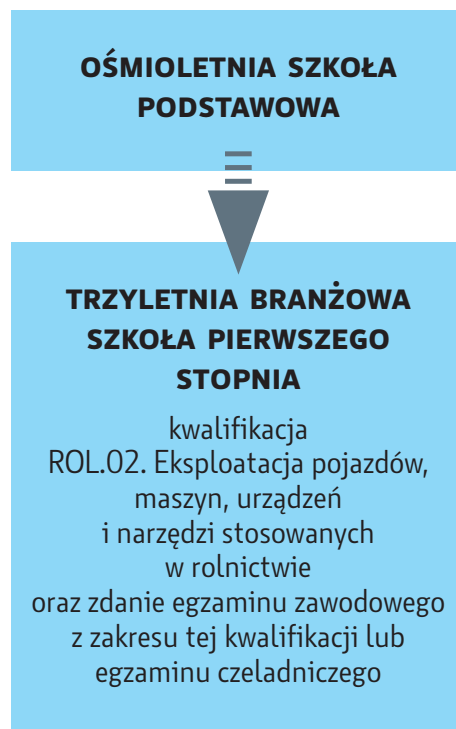 OŚMIOLETNIA SZKOŁA
PODSTAWOWA
TRZYLETNIA BRANŻOWA
SZKOŁA PIERWSZEGO
STOPNIA
kwalifikacja
ROL.02. Eksploatacja pojazdów,
maszyn, urządzeń
i narzędzi stosowanych
w rolnictwie
oraz zdanie egzaminu zawodowego
z zakresu tej kwalifikacji lub
egzaminu czeladniczego